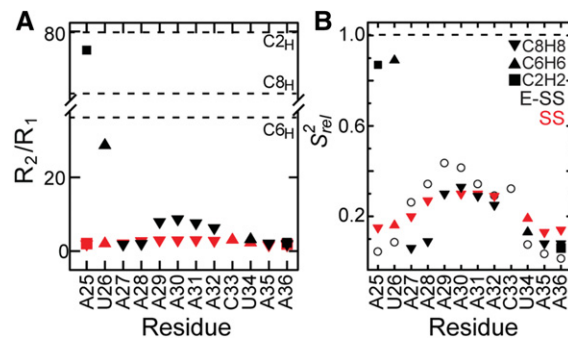 A
B
80
C2H
C8H
C6H
20
0
R2/R1
A25
U26
A27
A28
A29
A30
A31
A32
C33
U34
A35
A36
Residue
1.0
0.6
0.2
S²rel
▼C8H8
▲C6H6
■C2H2
E-SS
SS
A25
U26
A27
A28
A29
A30
A31
A32
C33
U34
A35
A36
Residue